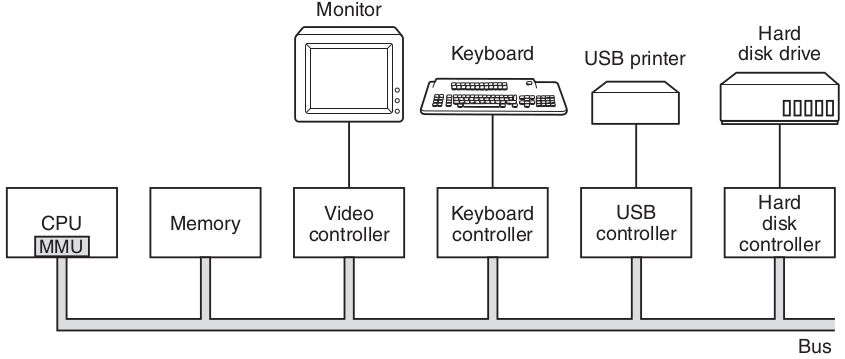 Monitor
Keyboard
USB printer
Hard
disk drive
CPU
MMU
Memory
Video
controller
Keyboard
controller
USB
controller
Hard
disk
controller
Bus